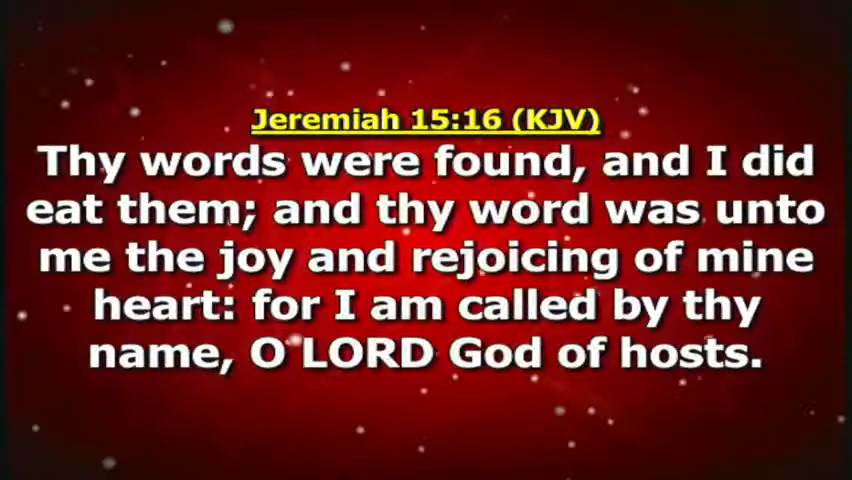 Jeremiah 15:16 (KJV)
Thy words were found, and I did
eat them; and thy word was unto
me the joy and rejoicing of mine
heart: for I am called by thy
name, O LORD God of hosts.